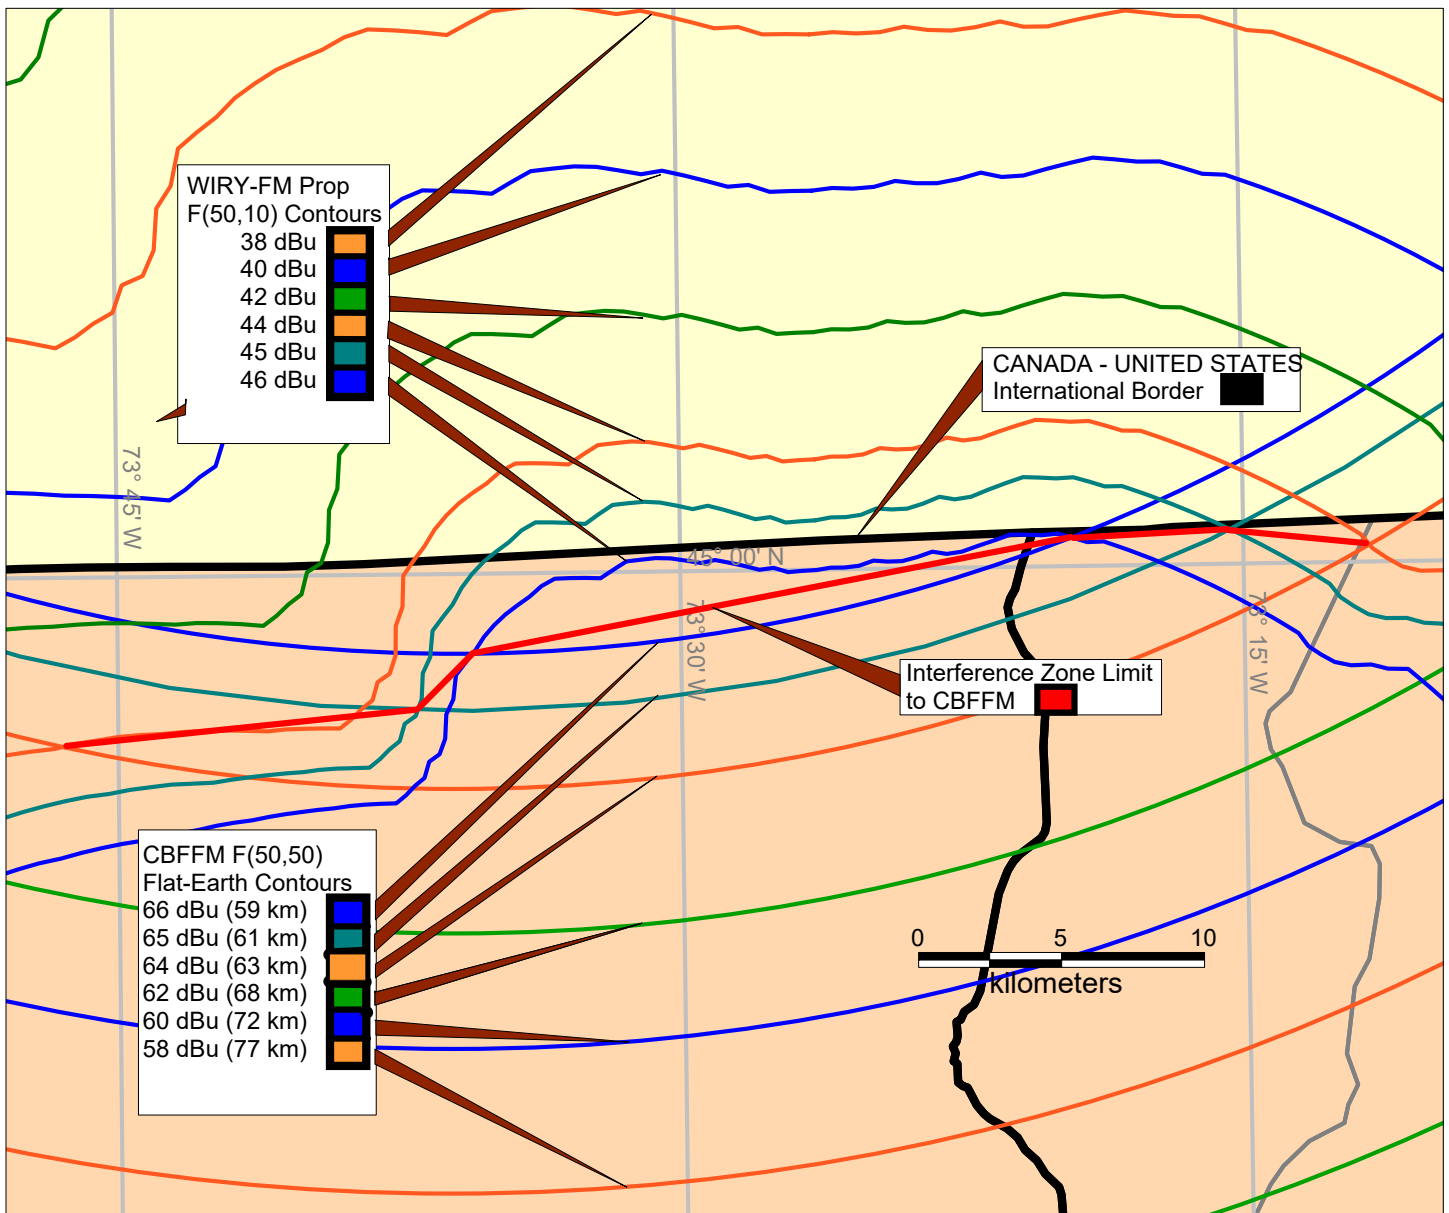 WIRY-FM Prop
F(50,10) Contours
38 dBu
40 dBu
42 dBu
44 dBu
45 dBu
46 dBu
CANADA - UNITED STATES
International Border
73° 45' W
45° 00' N
73° 30' W
73° 15' W
Interference Zone Limit
to CBFFM
CBFFM F(50,50)
Flat-Earth Contours
66 dBu (59 km)
65 dBu (61 km)
64 dBu (63 km)
62 dBu (68 km)
60 dBu (72 km)
58 dBu (77 km)
0 5 10
kilometers